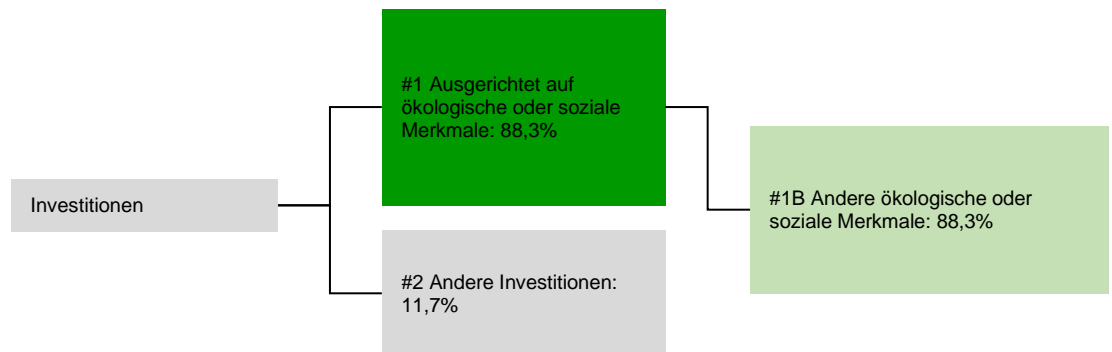 Investitionen
#1 Ausgerichtet auf
ökologische oder soziale
Merkmale: 88,3%
#2 Andere Investitionen:
11,7%
#1B Andere ökologische oder
soziale Merkmale: 88,3%